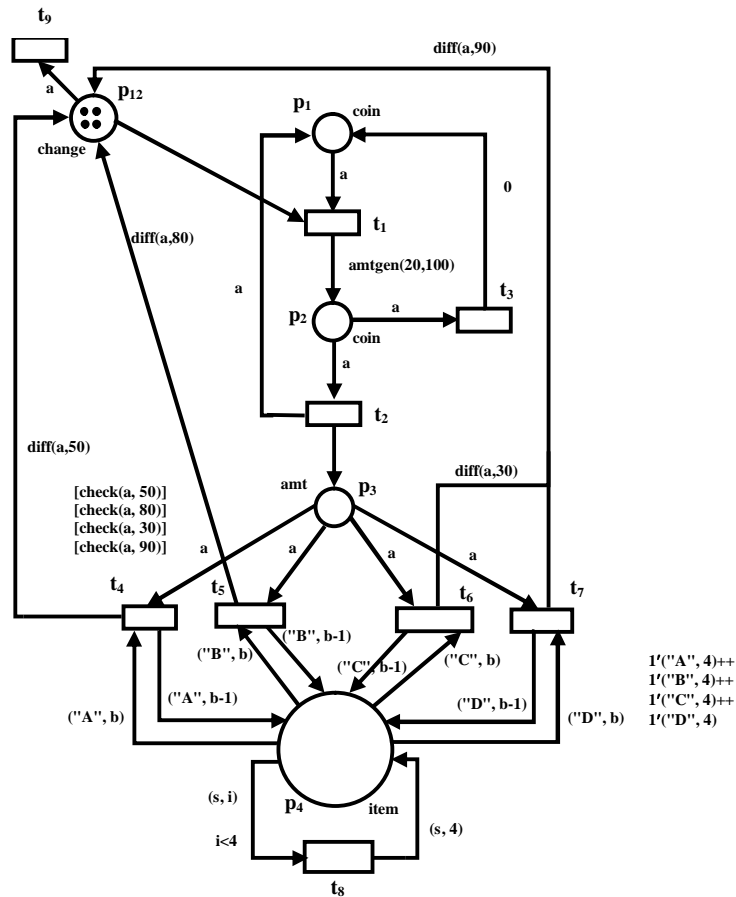 t9
diff(a,90)
a
p12
p1
coin
change
a
0
t1
diff(a,80)
amtgen(20,100)
a
t3
a
p2
coin
a
t2
diff(a,50)
diff(a,30)
amt
p3
[check(a, 50)]
[check(a, 80)]
[check(a, 30)]
[check(a, 90)]
a
a
a
a
t4
t5
t6
t7
("B", b-1)
("B", b)
("C", b-1)
("C", b)
1′("A", 4)++
1′("B", 4)++
1′("C", 4)++
1′("D", 4)
("A", b-1)
("D", b-1)
("A", b)
("D", b)
(s, i)
p4
item
(s, 4)
i<4
t8